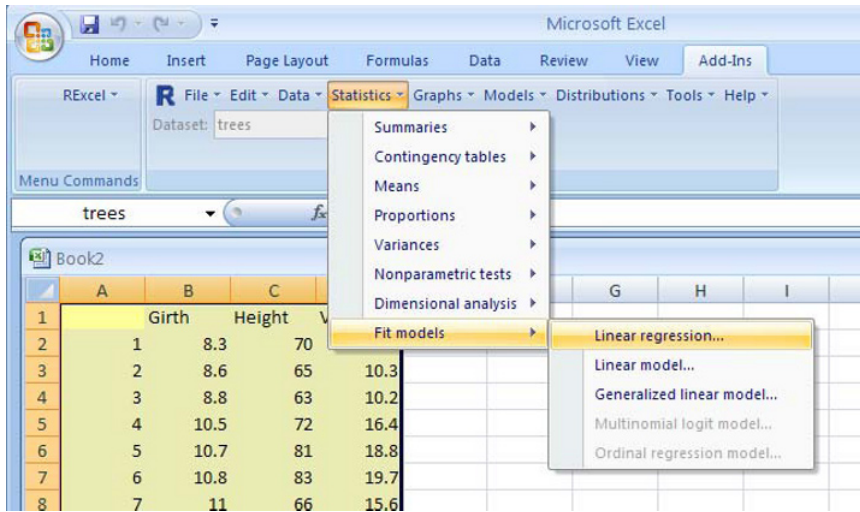 Microsoft Excel
Home Insert Page Layout Formulas Data Review View Add-Ins
RExcel R File Edit Data Statistics Graphs Models Distributions Tools Help
Dataset: trees
Menu Commands
Summaries
Contingency tables
Means
Proportions
Variances
Nonparametric tests
Dimensional analysis
Fit models
Linear regression...
Linear model...
Generalized linear model...
Multinomial logit model...
Ordinal regression model...
trees fx
Book2
A B C G H I
1 Girth Height V
2 1 8.3 70
3 2 8.6 65 10.3
4 3 8.8 63 10.2
5 4 10.5 72 16.4
6 5 10.7 81 18.8
7 6 10.8 83 19.7
8 7 11 66 15.6